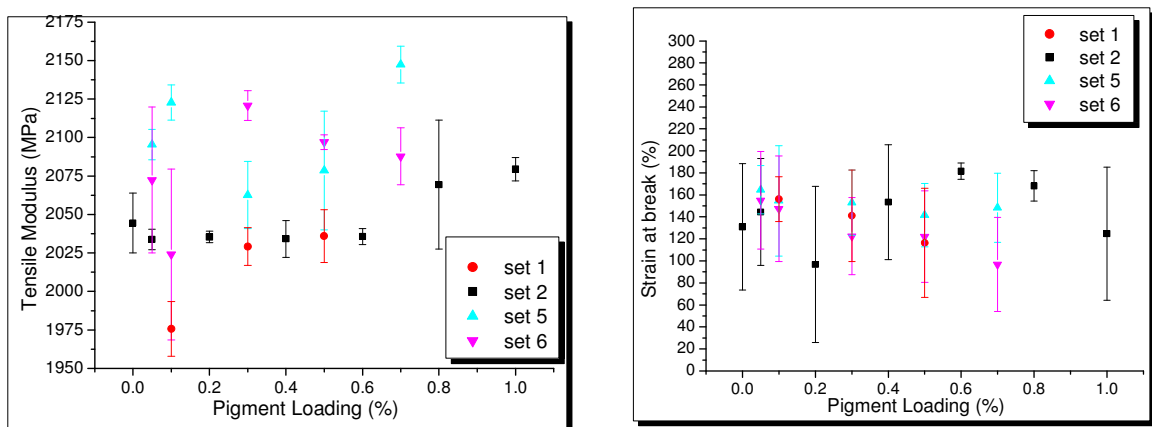 2175
2150
2125
2100
2075
2050
2025
2000
1975
1950
Tensile Modulus (MPa)
0.0 0.2 0.4 0.6 0.8 1.0
Pigment Loading (%)
set 1
set 2
set 5
set 6
300
280
260
240
220
200
180
160
140
120
100
80
60
40
20
0
Strain at break (%)
0.0 0.2 0.4 0.6 0.8 1.0
Pigment Loading (%)
set 1
set 2
set 5
set 6